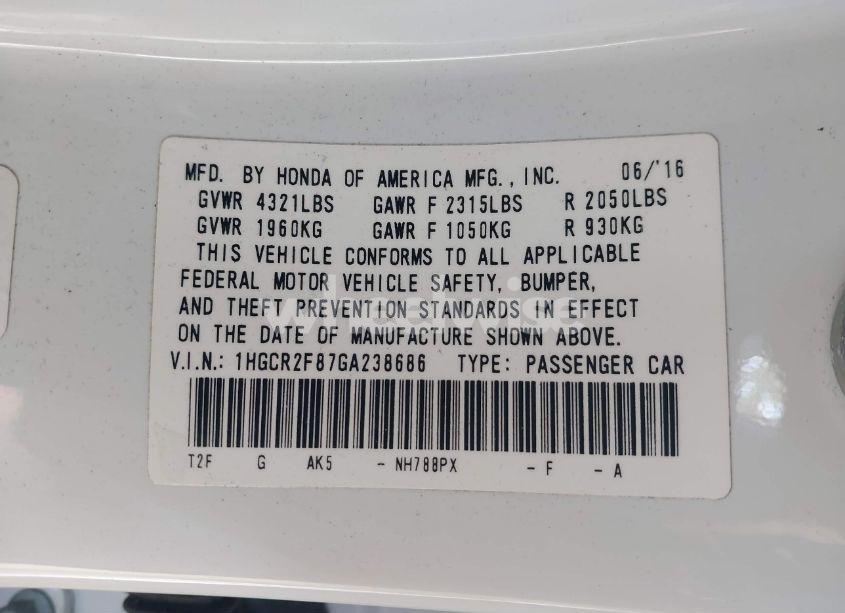 MFD. BY HONDA OF AMERICA MFG., INC. 06/'16
GVWR 4321LBS GAWR F 2315LBS R 2050LBS
GVWR 1960KG GAWR F 1050KG R 930KG
THIS VEHICLE CONFORMS TO ALL APPLICABLE
FEDERAL MOTOR VEHICLE SAFETY, BUMPER,
AND THEFT PREVENTION STANDARDS IN EFFECT
wheelwise
ON THE DATE OF MANUFACTURE SHOWN ABOVE.
V.I.N.: 1HGCR2F87GA238686 TYPE: PASSENGER CAR
T2F G AK5 - NH788PX - F - A